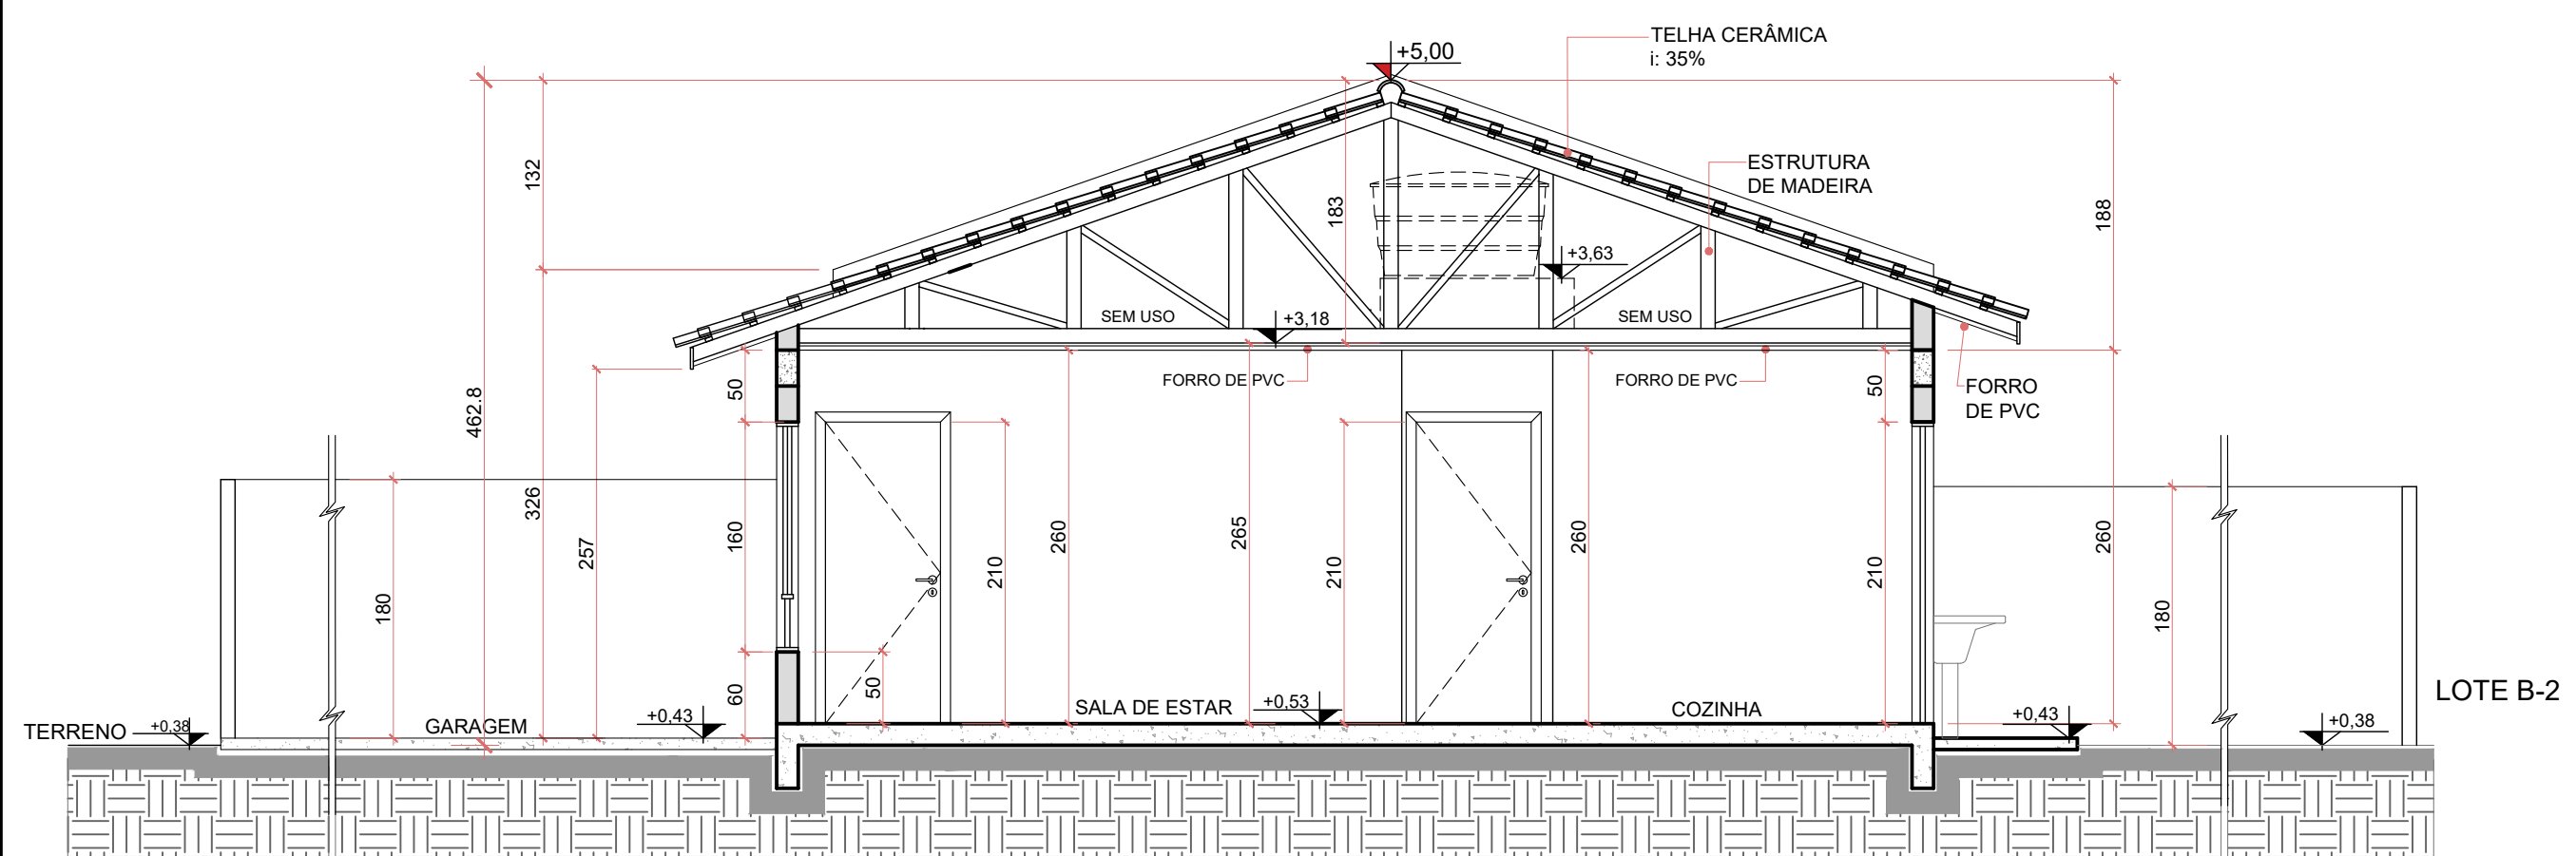 TELHA CERÂMICA
i: 35%
+5,00
132
183
ESTRUTURA
DE MADEIRA
188
+3,63
SEM USO
SEM USO
+3,18
FORRO DE PVC
FORRO DE PVC
50
50
FORRO
DE PVC
462.8
326
257
160
260
265
260
260
180
210
210
210
180
60
50
LOTE B-2
TERRENO
+0,38
GARAGEM
+0,43
SALA DE ESTAR
+0,53
COZINHA
+0,43
+0,38